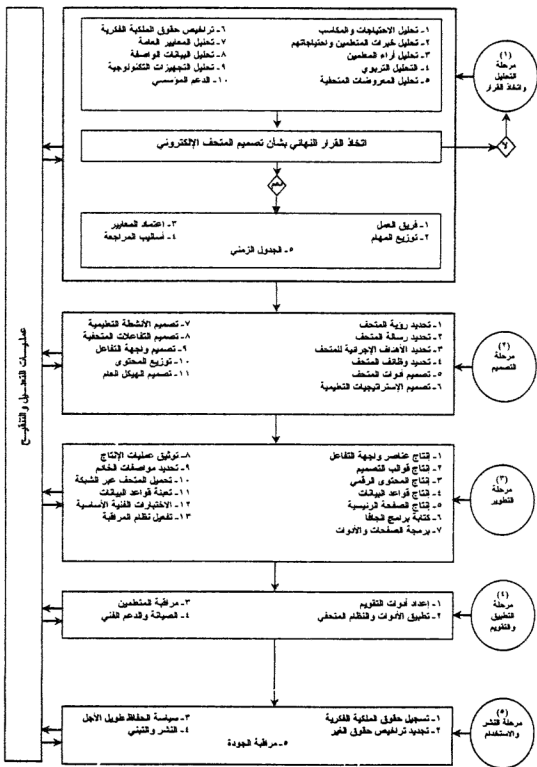 (١)
مرحلة
التحليل
واتخاذ القرار
١- تحليل الاحتياجات والمكاسب
٢- تحليل خبرات المتعلمين واحتياجاتهم
٣- تحليل آراء المعلمين
٤- التحليل التربوي
٥- تحليل المعروضات المتحفية
٦- تراخيص حقوق الملكية الفكرية
٧- تحليل المعايير العامة
٨- تحليل البيانات الواصفة
٩- تحليل التجهيزات التكنولوجية
١٠- الدعم المؤسسي
اتخاذ القرار النهائي بشأن تصميم المتحف الإلكتروني
لا
نعم
١- فريق العمل
٢- توزيع المهام
٣- اعتماد المعايير
٤- أساليب المراجعة
٥- الجدول الزمني
(٢)
مرحلة
التصميم
١- تحديد رؤية المتحف
٢- تحديد رسالة المتحف
٣- تحديد الأهداف الإجرائية للمتحف
٤- تحديد وظائف المتحف
٥- تصميم أدوات المتحف
٦- تصميم الإستراتيجيات التعليمية
٧- تصميم الأنشطة التعليمية
٨- تصميم التفاعلات المتحفية
٩- تصميم واجهة التفاعل
١٠- توزيع المحتوى
١١- تصميم الهيكل العام
(٣)
مرحلة
التطوير
١- إنتاج عناصر واجهة التفاعل
٢- إنتاج قوالب التصميم
٣- إنتاج المحتوى الرقمي
٤- إنتاج قواعد البيانات
٥- إنتاج الصفحة الرئيسية
٦- كتابة برامج الجافا
٧- برمجة الصفحات والأدوات
٨- توثيق عمليات الإنتاج
٩- تحديد مواصفات الخادم
١٠- تحميل المتحف عبر الشبكة
١١- تعبئة قواعد البيانات
١٢- الاختبارات الفنية الأساسية
١٣- تفعيل نظام المراقبة
(٤)
مرحلة
التطبيق
والتقويم
١- إعداد أدوات التقويم
٢- تطبيق الأدوات والنظام المتحفي
٣- مراقبة المتعلمين
٤- الصيانة والدعم الفني
(٥)
مرحلة النشر
والاستخدام
١- تسجيل حقوق الملكية الفكرية
٢- تجديد تراخيص حقوق الغير
٣- سياسة الحفاظ طويل الأجل
٤- النشر والتبني
٥- مراقبة الجودة
عمليات التعديل والتنقيح